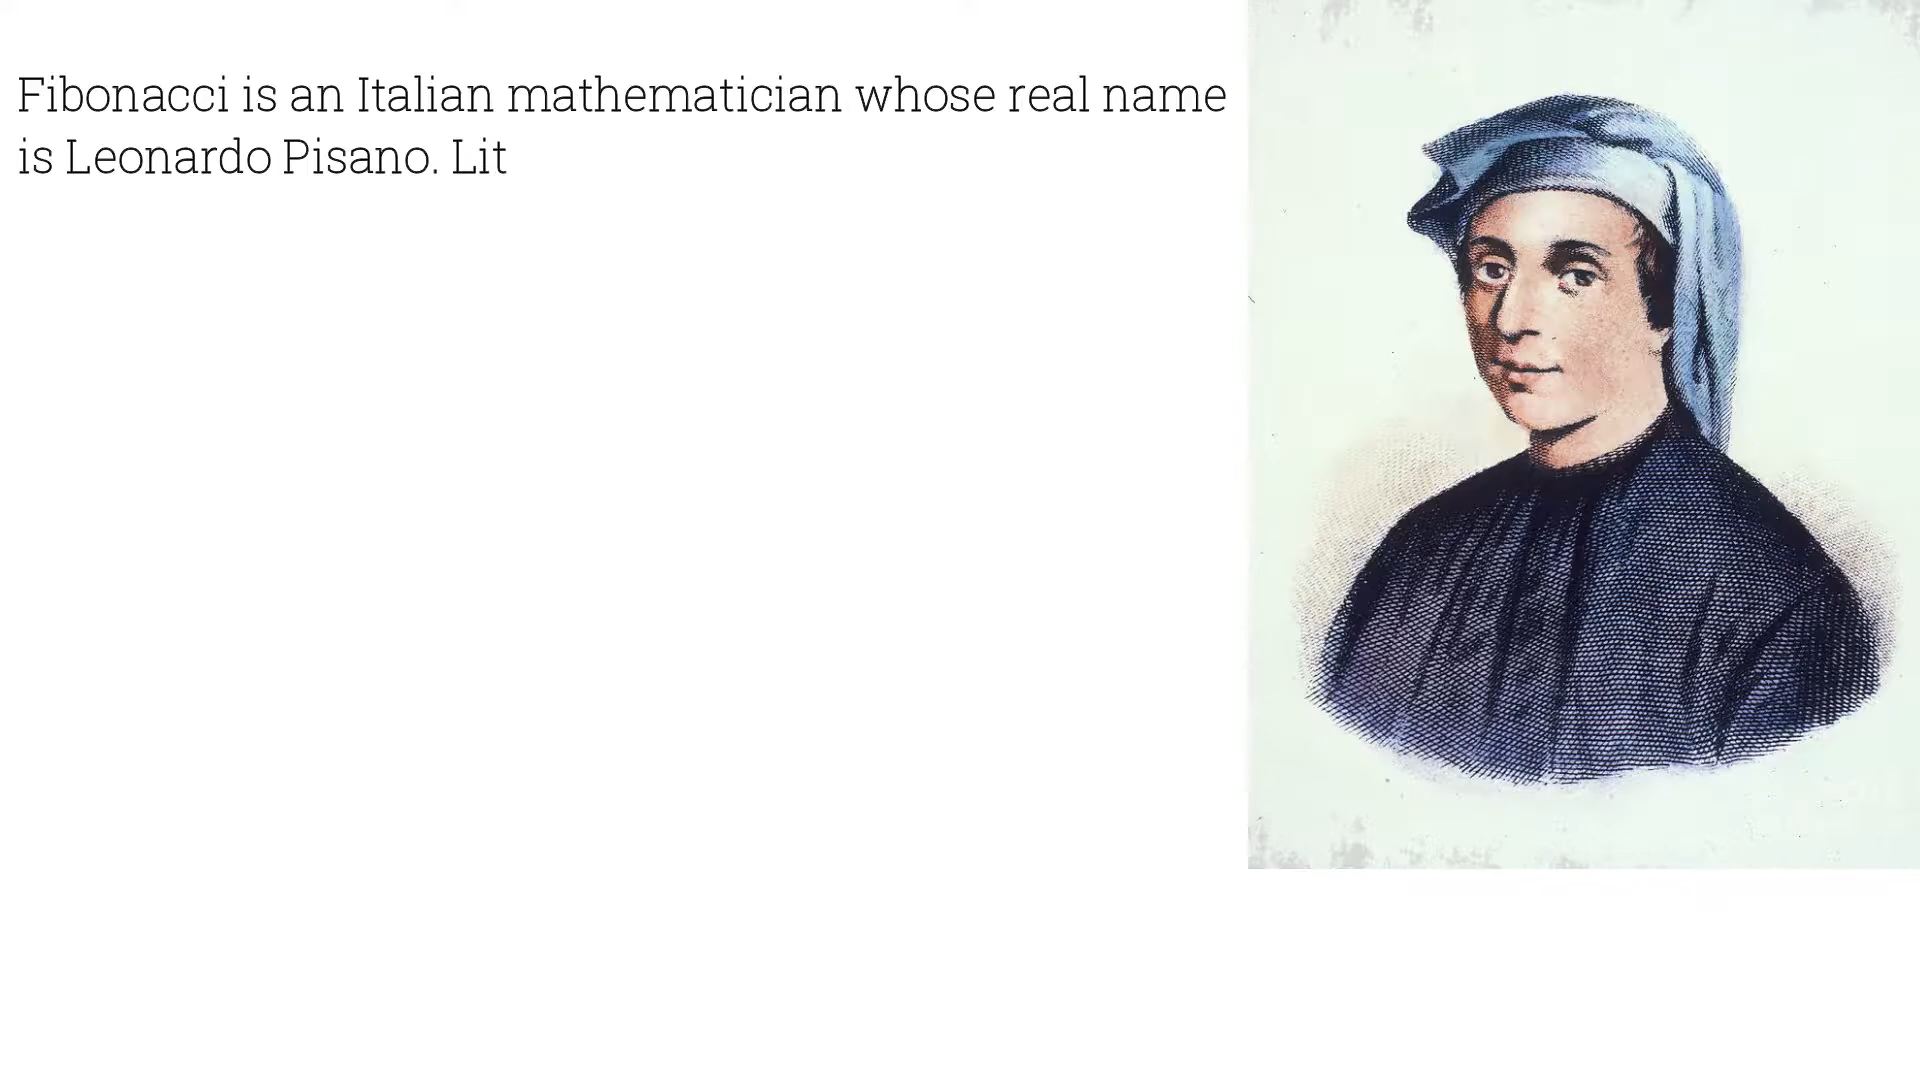 Fibonacci is an Italian mathematician whose real name
is Leonardo Pisano. Lit